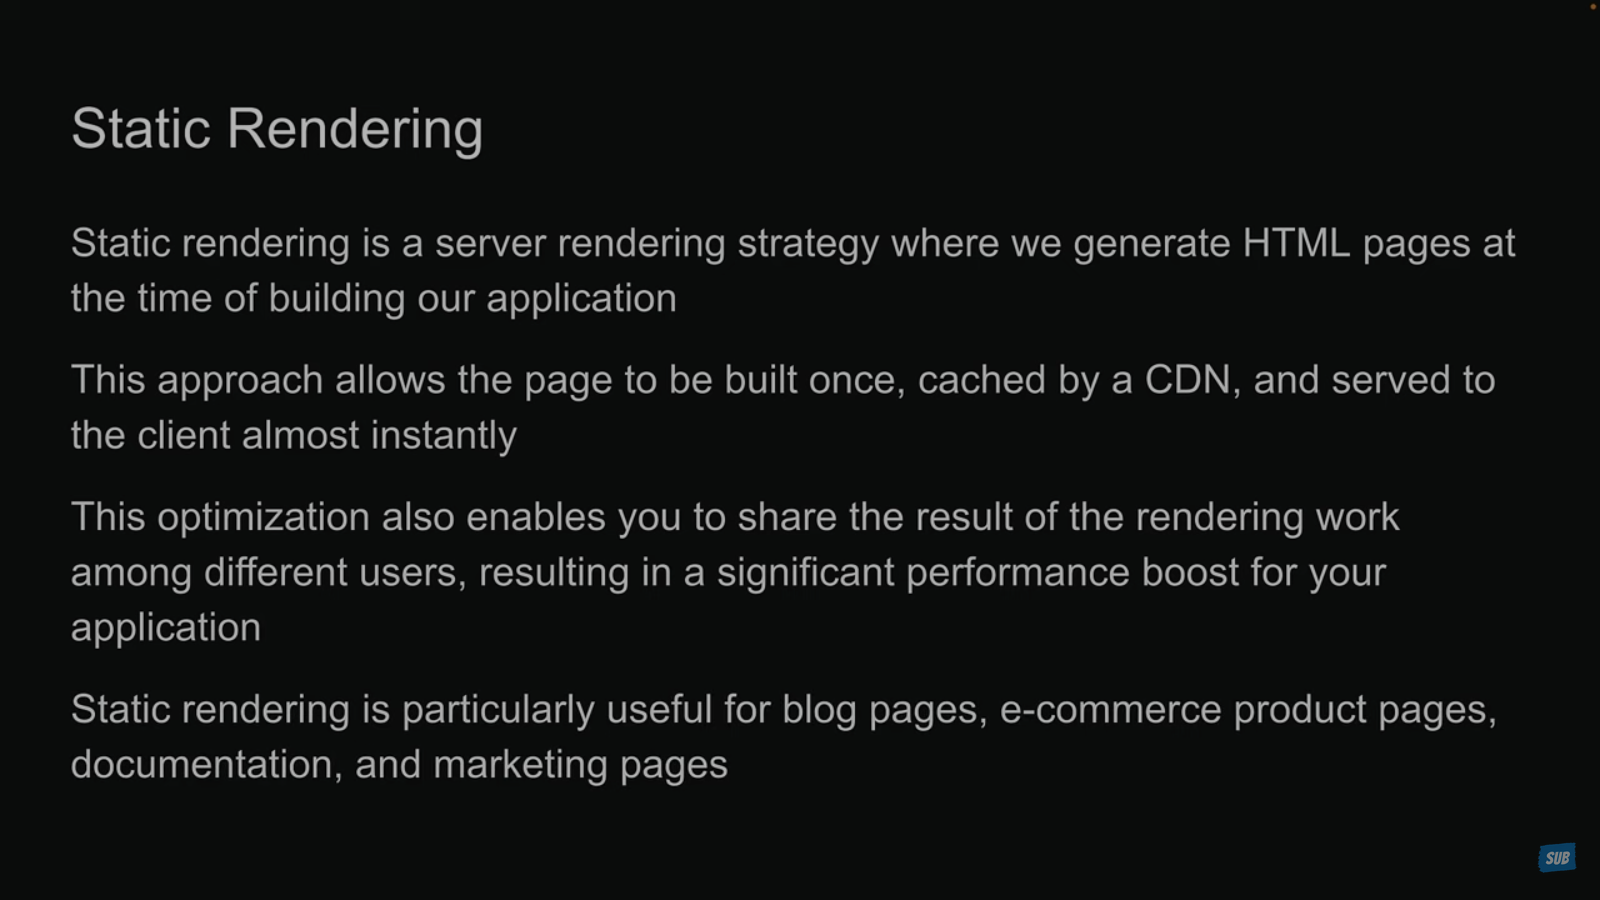 Static Rendering
Static rendering is a server rendering strategy where we generate HTML pages at
the time of building our application
This approach allows the page to be built once, cached by a CDN, and served to
the client almost instantly
This optimization also enables you to share the result of the rendering work
among different users, resulting in a significant performance boost for your
application
Static rendering is particularly useful for blog pages, e-commerce product pages,
documentation, and marketing pages
SUB